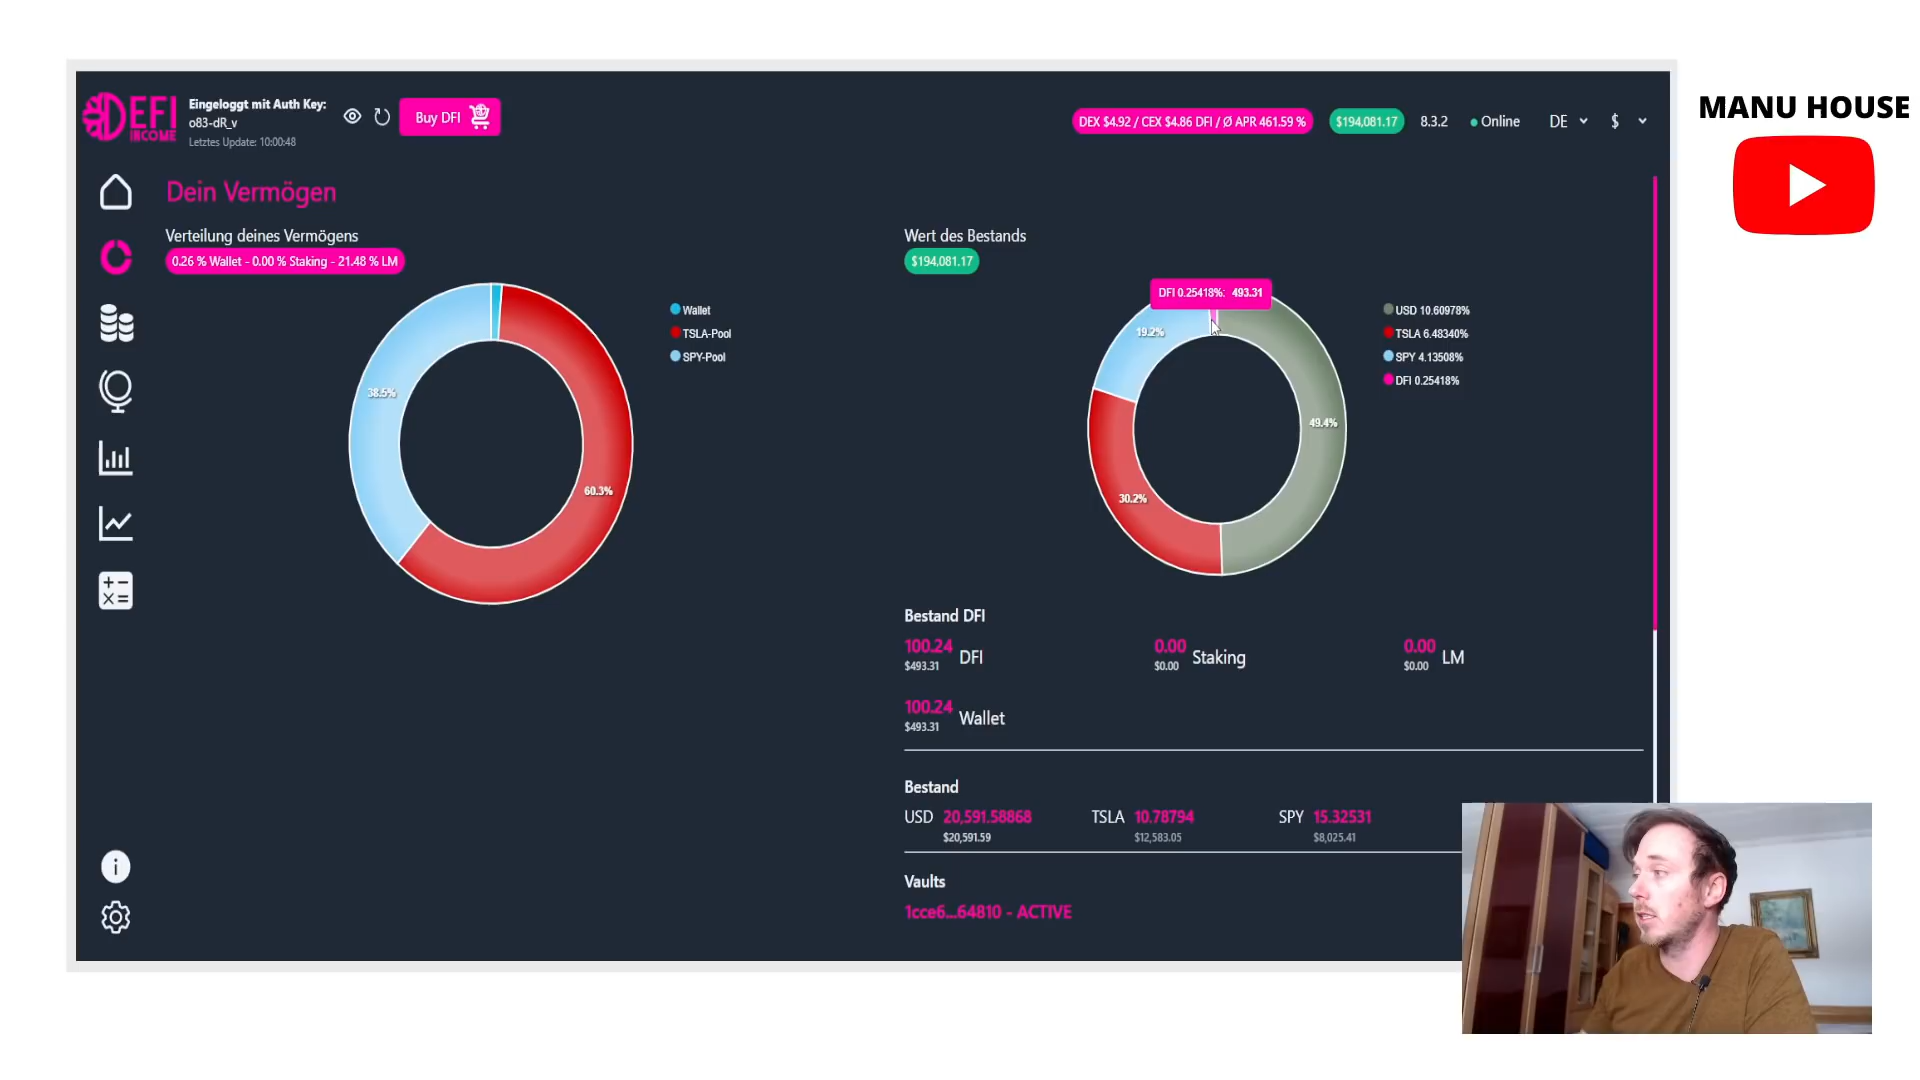 DEFI
INCOME
Eingeloggt mit Auth Key:
o83-dR_v
Letztes Update: 10:00:48
Buy DFI
DEX $4.92 / CEX $4.86 DFI / Ø APR 461.59 %
$194,081.17
8.3.2
Online
DE
$
MANU HOUSE
Dein Vermögen
Verteilung deines Vermögens
0.26 % Wallet - 0.00 % Staking - 21.48 % LM
Wallet
TSLA-Pool
SPY-Pool
38.5%
60.3%
Wert des Bestands
$194,081.17
DFI 0.25418%: 493.31
19.2%
49.4%
30.2%
USD 10.60978%
TSLA 6.48340%
SPY 4.13508%
DFI 0.25418%
Bestand DFI
100.24 DFI
$493.31
0.00 Staking
$0.00
0.00 LM
$0.00
100.24 Wallet
$493.31
Bestand
USD 20,591.58868
$20,591.59
TSLA 10.78794
$12,583.05
SPY 15.32531
$8,025.41
Vaults
1cce6...64810 - ACTIVE